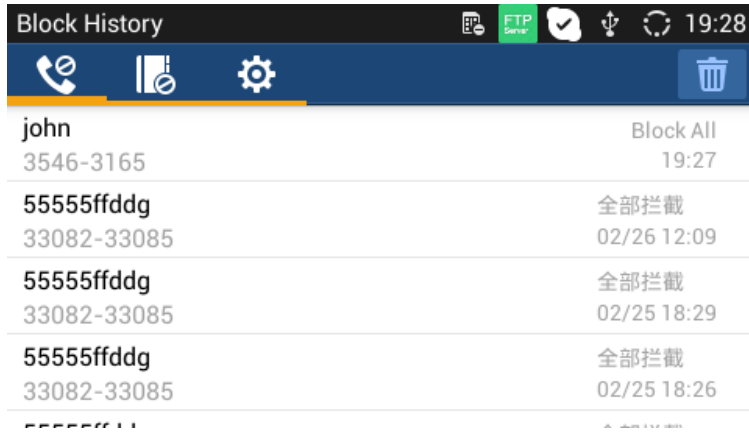 Block History
FTP
Server
19:28
john
Block All
3546-3165
19:27
55555ffddg
全部拦截
33082-33085
02/26 12:09
55555ffddg
全部拦截
33082-33085
02/25 18:29
55555ffddg
全部拦截
33082-33085
02/25 18:26